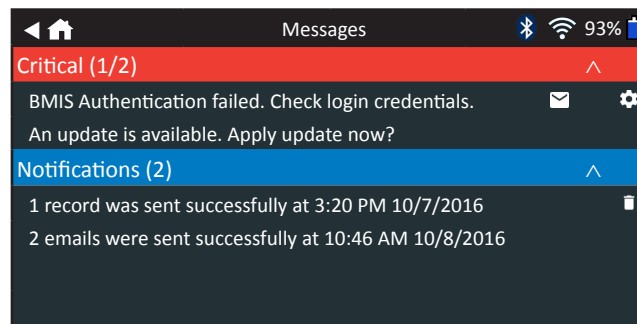 Messages 93%
Critical (1/2)
BMIS Authentication failed. Check login credentials.
An update is available. Apply update now?
Notifications (2)
1 record was sent successfully at 3:20 PM 10/7/2016
2 emails were sent successfully at 10:46 AM 10/8/2016